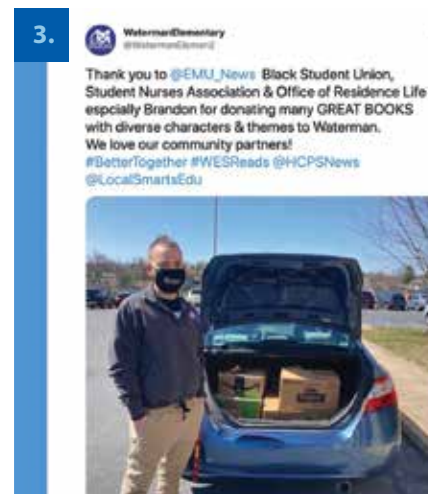 3.
WatermanElementary
Thank you to @EMU_News Black Student Union,
Student Nurses Association & Office of Residence Life
espcially Brandon for donating many GREAT BOOKS
with diverse characters & themes to Waterman.
We love our community partners!
#BetterTogether #WESReads @HCPSNews
@LocalSmartsEdu